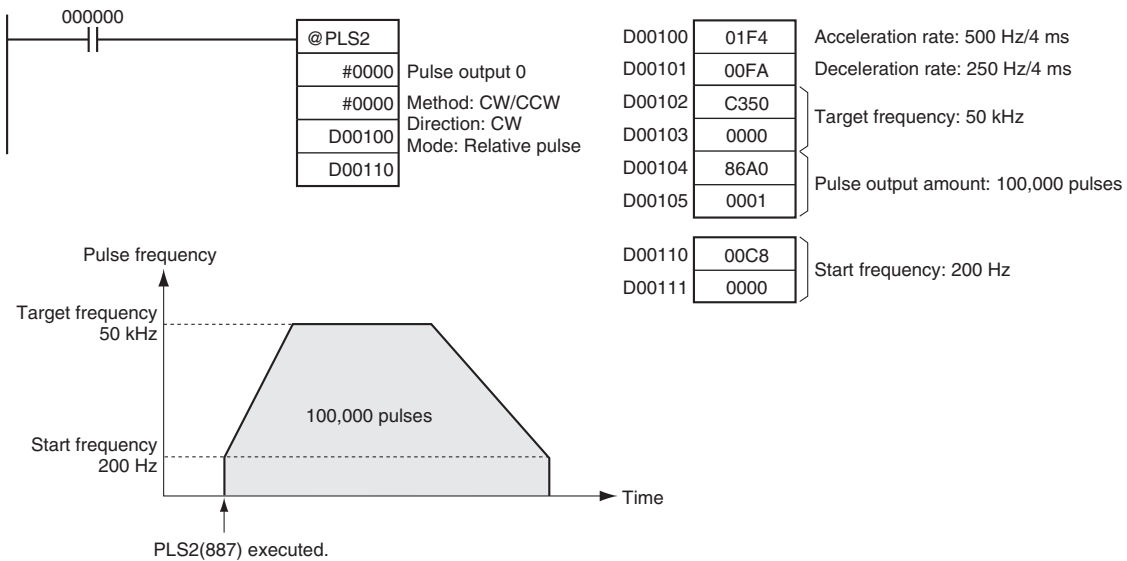 000000
@PLS2
#0000 Pulse output 0
#0000 Method: CW/CCW
Direction: CW
D00100 Mode: Relative pulse
D00110
D00100 01F4 Acceleration rate: 500 Hz/4 ms
D00101 00FA Deceleration rate: 250 Hz/4 ms
D00102 C350
Target frequency: 50 kHz
D00103 0000
D00104 86A0
Pulse output amount: 100,000 pulses
D00105 0001
D00110 00C8
Start frequency: 200 Hz
D00111 0000
Pulse frequency
Target frequency
50 kHz
100,000 pulses
Start frequency
200 Hz
Time
PLS2(887) executed.